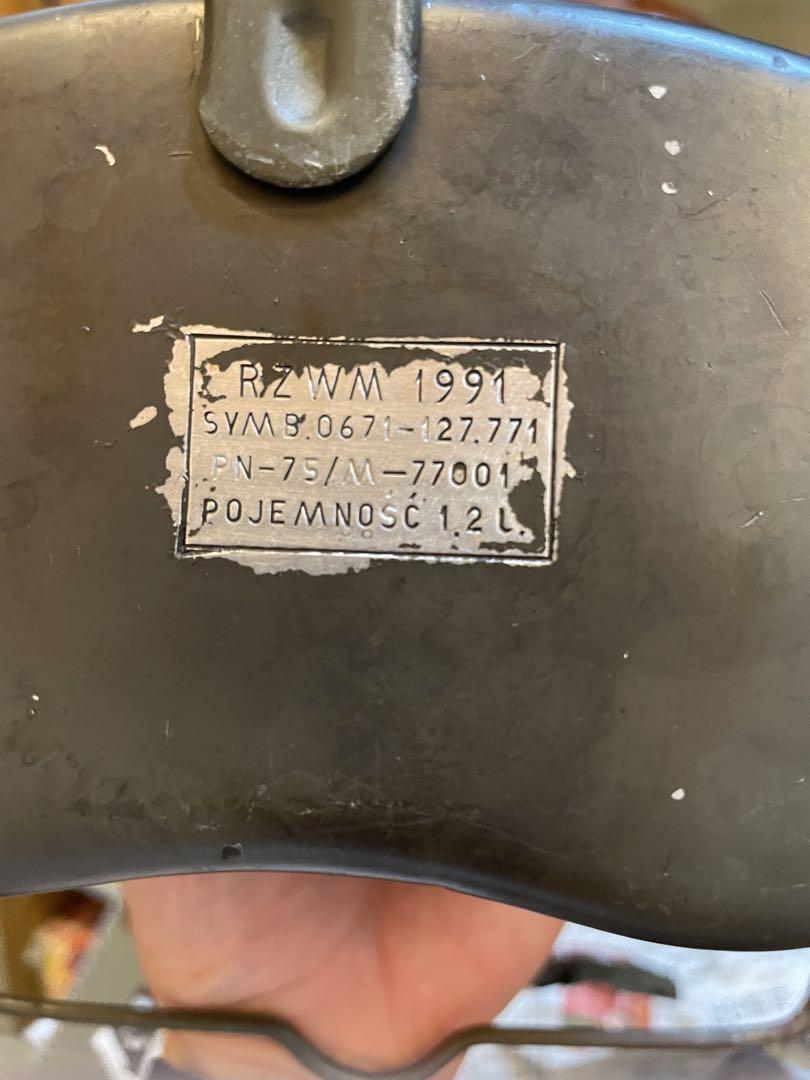 RZWM 1991
SYMB.0671-127.771
PN-75/M-77001
POJEMNOŚĆ 1,2 L.